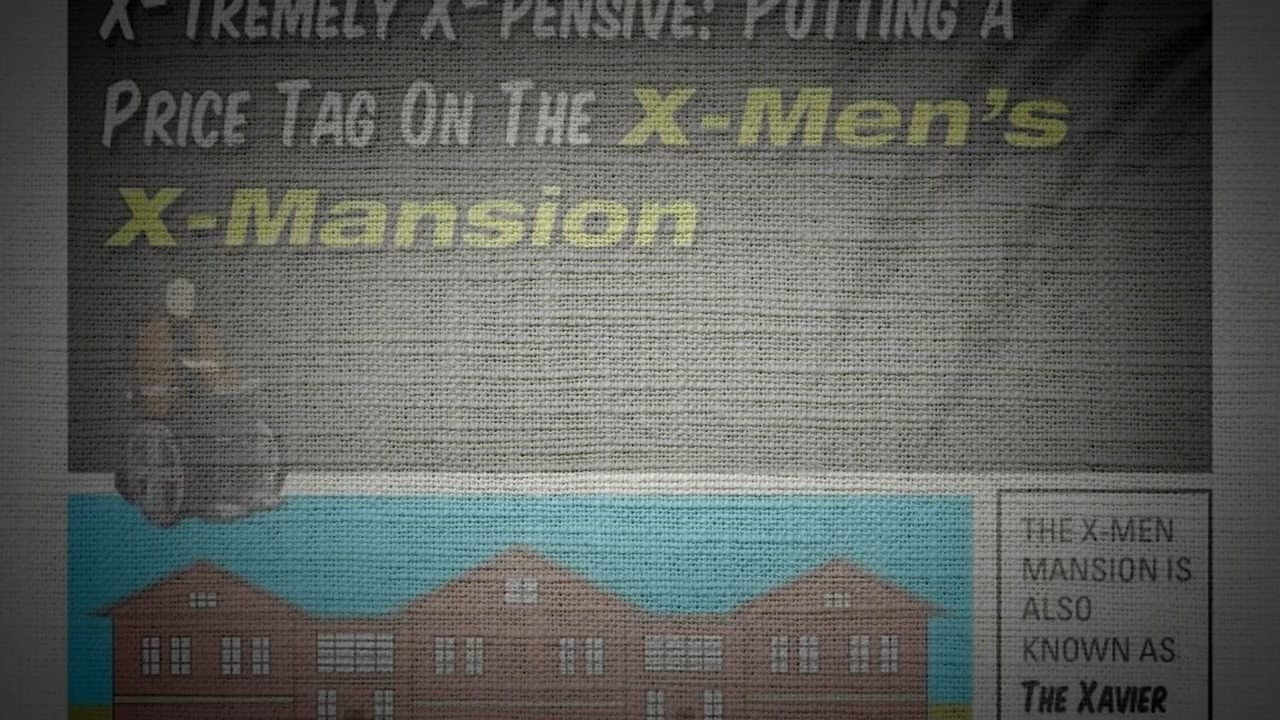 X-Tremely X-Pensive: Putting A
Price Tag On The X-Men's
X-Mansion
THE X-MEN
MANSION IS
ALSO
KNOWN AS
THE XAVIER